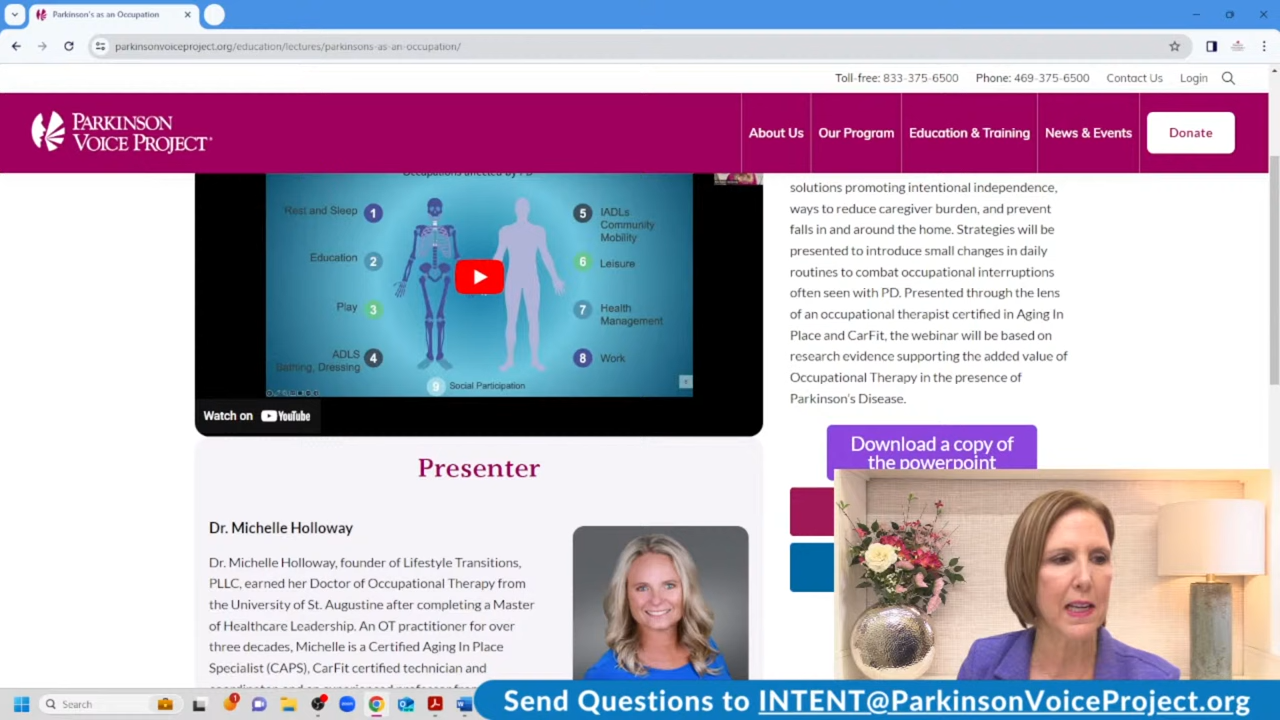 Parkinson's as an Occupation
parkinsonvoiceproject.org/education/lectures/parkinsons-as-an-occupation/
Toll-free: 833-375-6500 Phone: 469-375-6500 Contact Us Login
PARKINSON
VOICE PROJECT
About Us Our Program Education & Training News & Events Donate
Occupations affected by PD
Rest and Sleep 1
Education 2
Play 3
ADLS
Bathing, Dressing 4
5 IADLs
Community
Mobility
6 Leisure
7 Health
Management
8 Work
9 Social Participation
Watch on YouTube
solutions promoting intentional independence,
ways to reduce caregiver burden, and prevent
falls in and around the home. Strategies will be
presented to introduce small changes in daily
routines to combat occupational interruptions
often seen with PD. Presented through the lens
of an occupational therapist certified in Aging In
Place and CarFit, the webinar will be based on
research evidence supporting the added value of
Occupational Therapy in the presence of
Parkinson's Disease.
Download a copy of
the powerpoint
Presenter
Dr. Michelle Holloway
Dr. Michelle Holloway, founder of Lifestyle Transitions,
PLLC, earned her Doctor of Occupational Therapy from
the University of St. Augustine after completing a Master
of Healthcare Leadership. An OT practitioner for over
three decades, Michelle is a Certified Aging In Place
Specialist (CAPS), CarFit certified technician and
Search
Send Questions to INTENT@ParkinsonVoiceProject.org